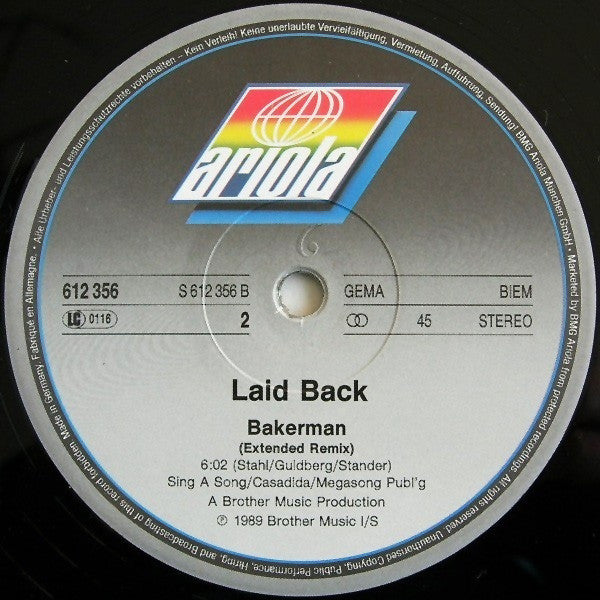 ariola
612 356
S 612 356 B
GEMA
BIEM
LC 0116
2
45
STEREO
Laid Back
Bakerman
(Extended Remix)
6:02 (Stahl/Guldberg/Stander)
Sing A Song/Casadida/Megasong Publ'g
A Brother Music Production
℗ 1989 Brother Music I/S
• Alle Urheber- und Leistungsschutzrechte vorbehalten – Kein Verleih! Keine unerlaubte Vervielfältigung, Vermietung, Aufführung, Sendung! BMG Ariola München GmbH • Marketed by BMG Ariola from protected recordings. All rights reserved. Unauthorised Copying, Public Performance, Hiring, and Broadcasting of this record forbidden. Made in Germany, Fabriqué en Allemagne.